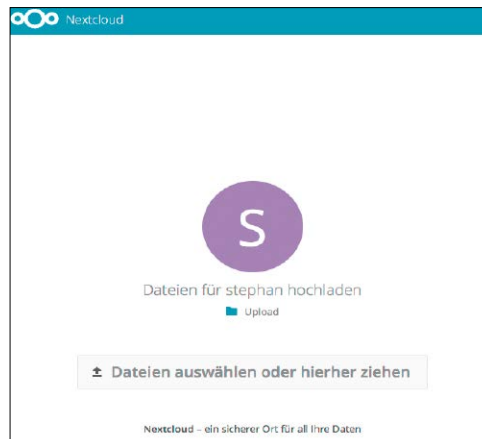 Nextcloud
S
Dateien für stephan hochladen
Upload
Dateien auswählen oder hierher ziehen
Nextcloud – ein sicherer Ort für all Ihre Daten